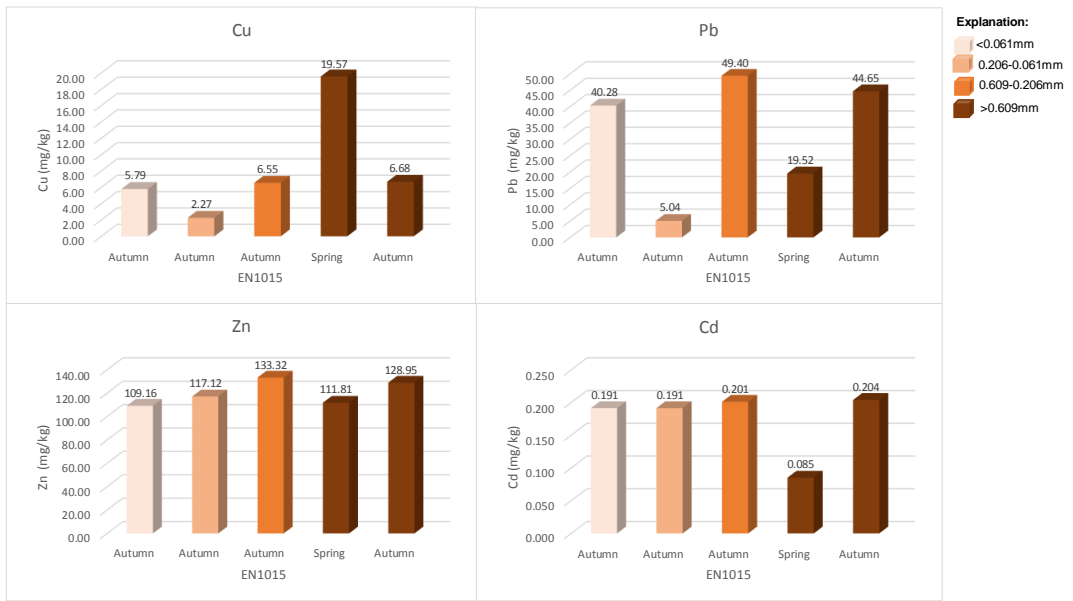 Cu
Cu (mg/kg)
20.00
18.00
16.00
14.00
12.00
10.00
8.00
6.00
4.00
2.00
0.00
5.79
2.27
6.55
19.57
6.68
Autumn Autumn Autumn Spring Autumn
EN1015
Pb
Pb (mg/kg)
50.00
45.00
40.00
35.00
30.00
25.00
20.00
15.00
10.00
5.00
0.00
40.28
5.04
49.40
19.52
44.65
Autumn Autumn Autumn Spring Autumn
EN1015
Explanation:
<0.061mm
0.206-0.061mm
0.609-0.206mm
>0.609mm
Zn
Zn (mg/kg)
140.00
120.00
100.00
80.00
60.00
40.00
20.00
0.00
109.16
117.12
133.32
111.81
128.95
Autumn Autumn Autumn Spring Autumn
EN1015
Cd
Cd (mg/kg)
0.250
0.200
0.150
0.100
0.050
0.000
0.191
0.191
0.201
0.085
0.204
Autumn Autumn Autumn Spring Autumn
EN1015